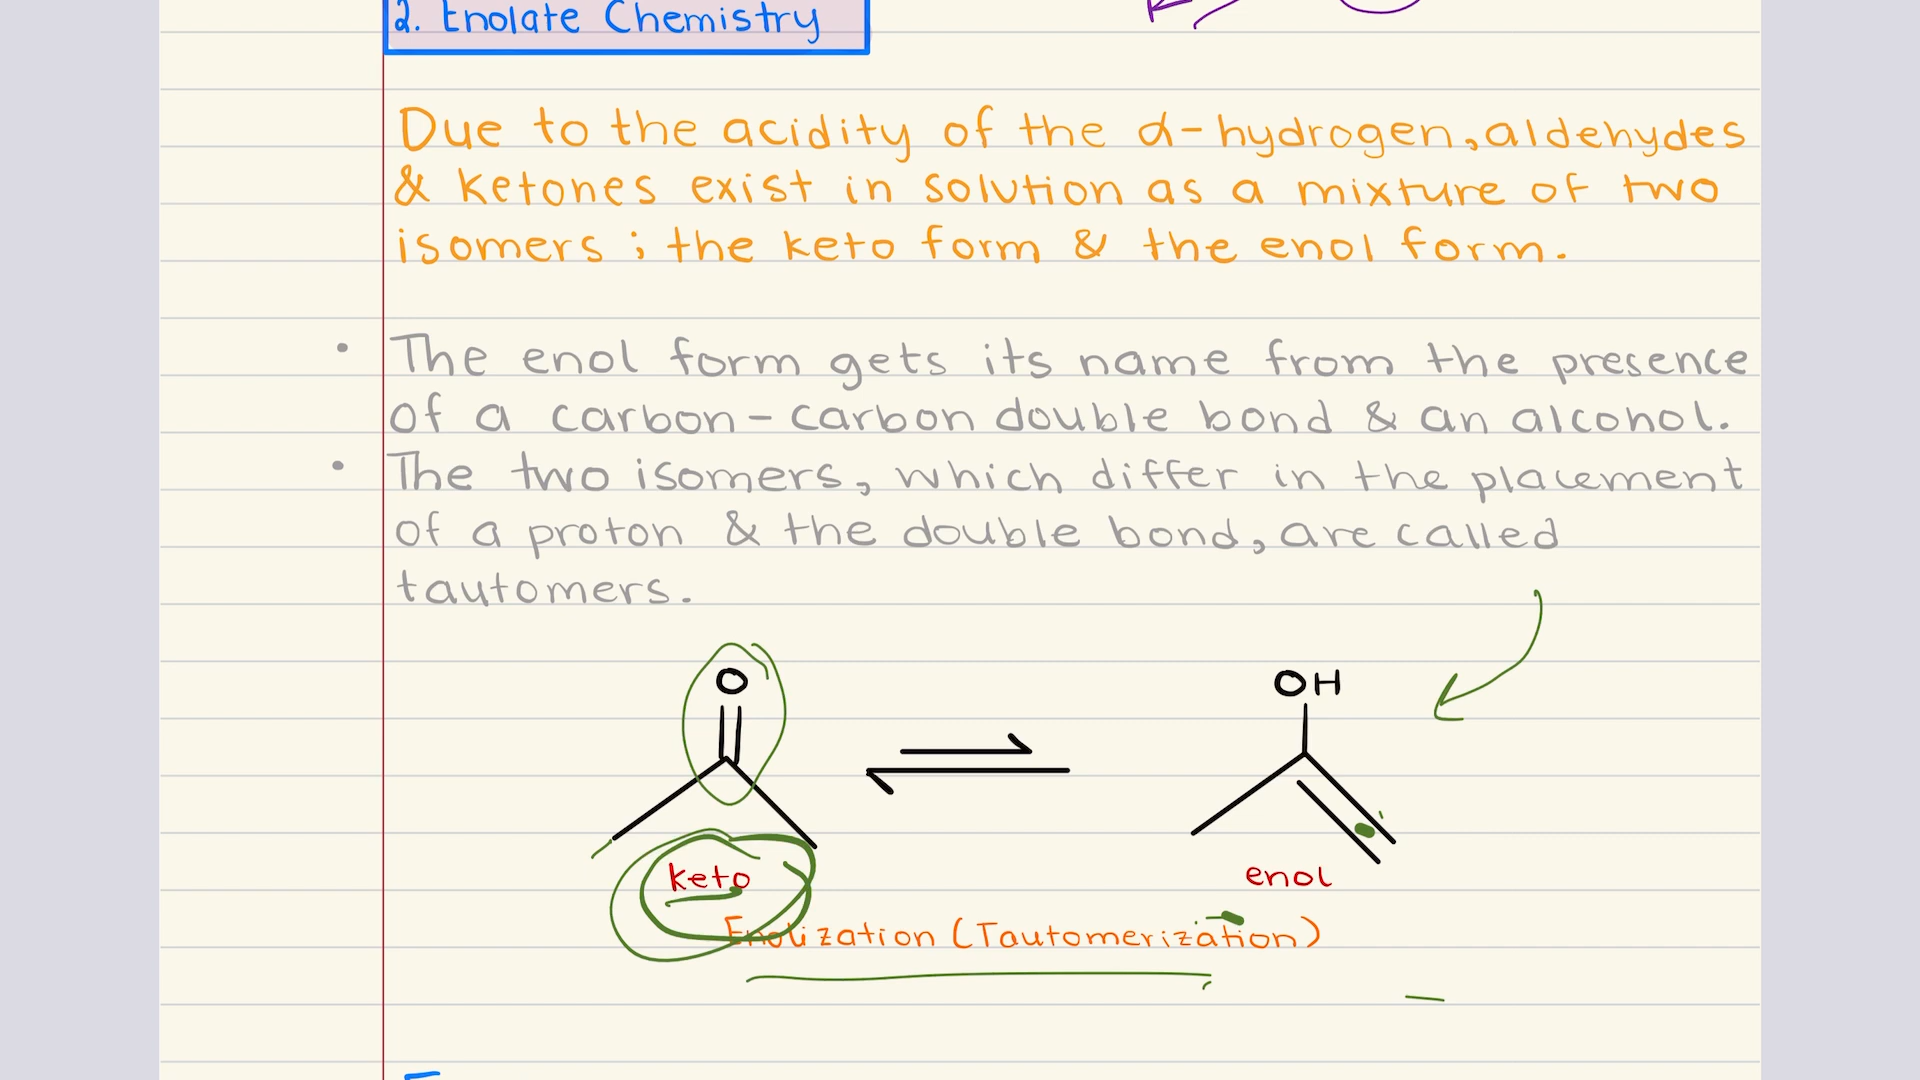 2. Enolate Chemistry
Due to the acidity of the α-hydrogen, aldehydes
& ketones exist in solution as a mixture of two
isomers; the keto form & the enol form.
• The enol form gets its name from the presence
of a carbon-carbon double bond & an alcohol.
• The two isomers, which differ in the placement
of a proton & the double bond, are called
tautomers.
O
OH
keto
enol
Enolization (Tautomerization)